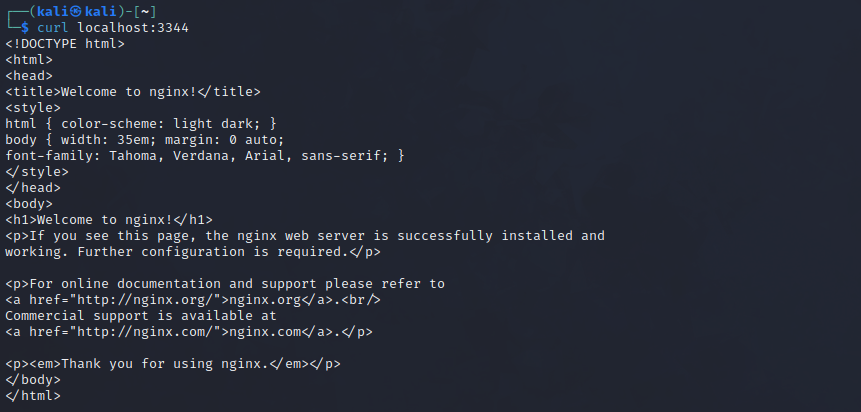 ┌──(kali㉿kali)-[~]
└─$ curl localhost:3344
<!DOCTYPE html>
<html>
<head>
<title>Welcome to nginx!</title>
<style>
html { color-scheme: light dark; }
body { width: 35em; margin: 0 auto;
font-family: Tahoma, Verdana, Arial, sans-serif; }
</style>
</head>
<body>
<h1>Welcome to nginx!</h1>
<p>If you see this page, the nginx web server is successfully installed and
working. Further configuration is required.</p>
<p>For online documentation and support please refer to
<a href="http://nginx.org/">nginx.org</a>.<br/>
Commercial support is available at
<a href="http://nginx.com/">nginx.com</a>.</p>
<p><em>Thank you for using nginx.</em></p>
</body>
</html>